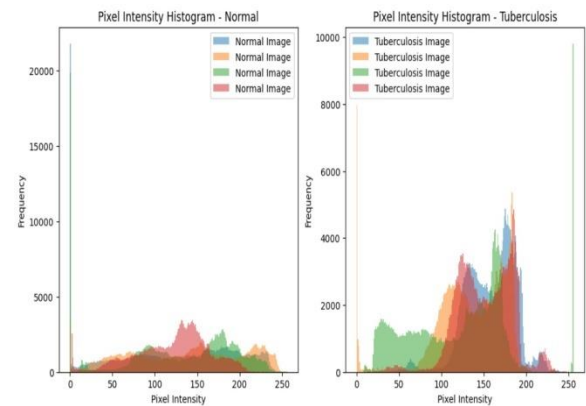 Pixel Intensity Histogram - Normal
Normal Image
Normal Image
Normal Image
Normal Image
20000
15000
10000
5000
0
Frequency
0 50 100 150 200 250
Pixel Intensity
Pixel Intensity Histogram - Tuberculosis
Tuberculosis Image
Tuberculosis Image
Tuberculosis Image
Tuberculosis Image
10000
8000
6000
4000
2000
0
Frequency
0 50 100 150 200 250
Pixel Intensity